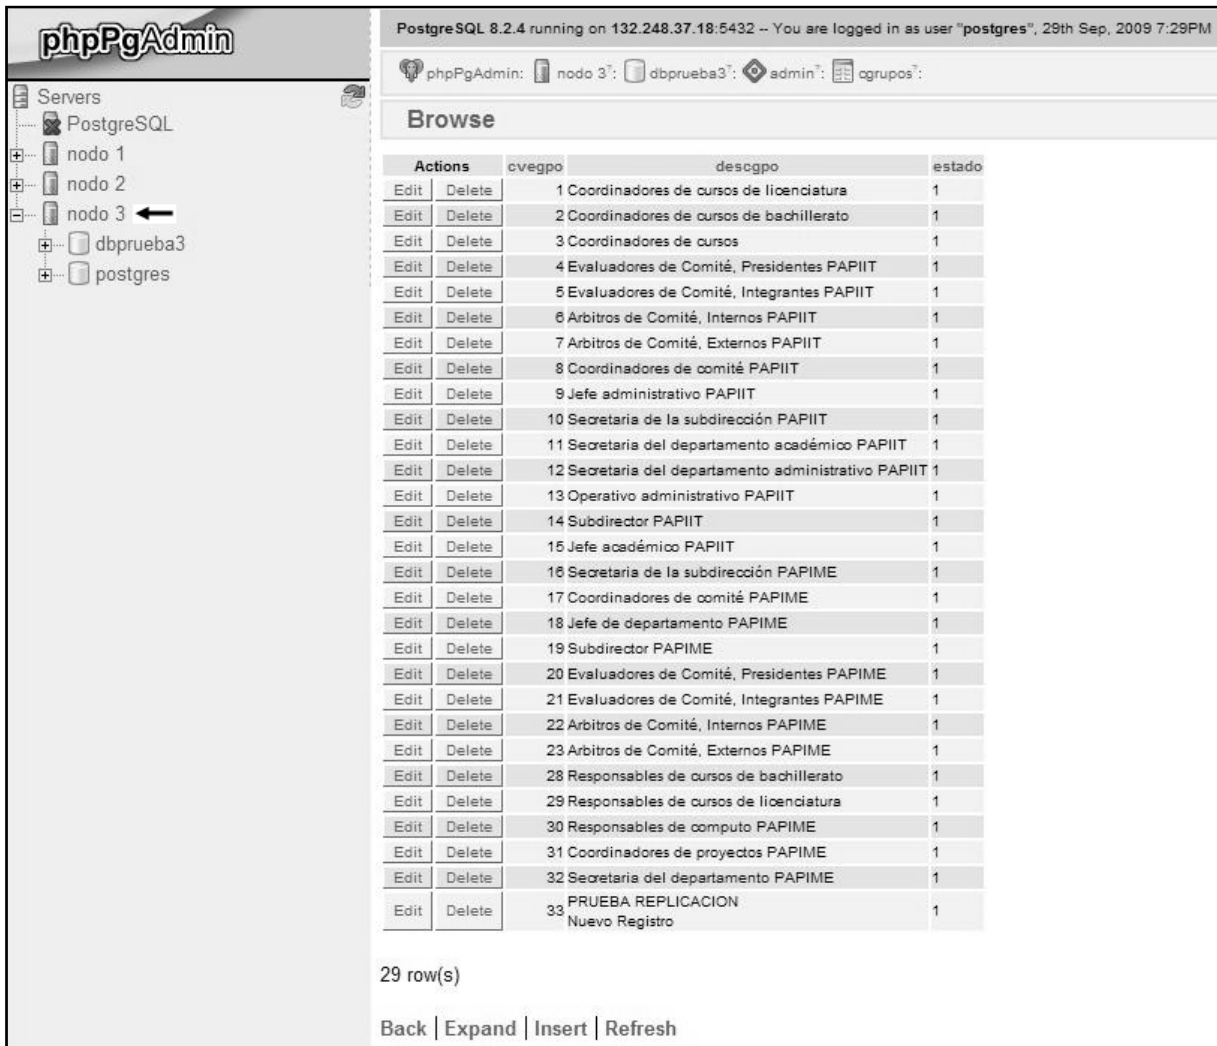 phpPgAdmin
Servers
PostgreSQL
nodo 1
nodo 2
nodo 3
dbprueba3
postgres
PostgreSQL 8.2.4 running on 132.248.37.18:5432 -- You are logged in as user "postgres", 29th Sep, 2009 7:29PM
phpPgAdmin: nodo 3?: dbprueba3?: admin?: cgrupos?:
Browse
Actions cvegpo descgpo estado
Edit Delete 1 Coordinadores de cursos de licenciatura 1
Edit Delete 2 Coordinadores de cursos de bachillerato 1
Edit Delete 3 Coordinadores de cursos 1
Edit Delete 4 Evaluadores de Comité, Presidentes PAPIIT 1
Edit Delete 5 Evaluadores de Comité, Integrantes PAPIIT 1
Edit Delete 6 Arbitros de Comité, Internos PAPIIT 1
Edit Delete 7 Arbitros de Comité, Externos PAPIIT 1
Edit Delete 8 Coordinadores de comité PAPIIT 1
Edit Delete 9 Jefe administrativo PAPIIT 1
Edit Delete 10 Secretaria de la subdirección PAPIIT 1
Edit Delete 11 Secretaria del departamento académico PAPIIT 1
Edit Delete 12 Secretaria del departamento administrativo PAPIIT 1
Edit Delete 13 Operativo administrativo PAPIIT 1
Edit Delete 14 Subdirector PAPIIT 1
Edit Delete 15 Jefe académico PAPIIT 1
Edit Delete 16 Secretaria de la subdirección PAPIME 1
Edit Delete 17 Coordinadores de comité PAPIME 1
Edit Delete 18 Jefe de departamento PAPIME 1
Edit Delete 19 Subdirector PAPIME 1
Edit Delete 20 Evaluadores de Comité, Presidentes PAPIME 1
Edit Delete 21 Evaluadores de Comité, Integrantes PAPIME 1
Edit Delete 22 Arbitros de Comité, Internos PAPIME 1
Edit Delete 23 Arbitros de Comité, Externos PAPIME 1
Edit Delete 28 Responsables de cursos de bachillerato 1
Edit Delete 29 Responsables de cursos de licenciatura 1
Edit Delete 30 Responsables de computo PAPIME 1
Edit Delete 31 Coordinadores de proyectos PAPIME 1
Edit Delete 32 Secretaria del departamento PAPIME 1
Edit Delete 33 PRUEBA REPLICACION 1
Nuevo Registro
29 row(s)
Back | Expand | Insert | Refresh